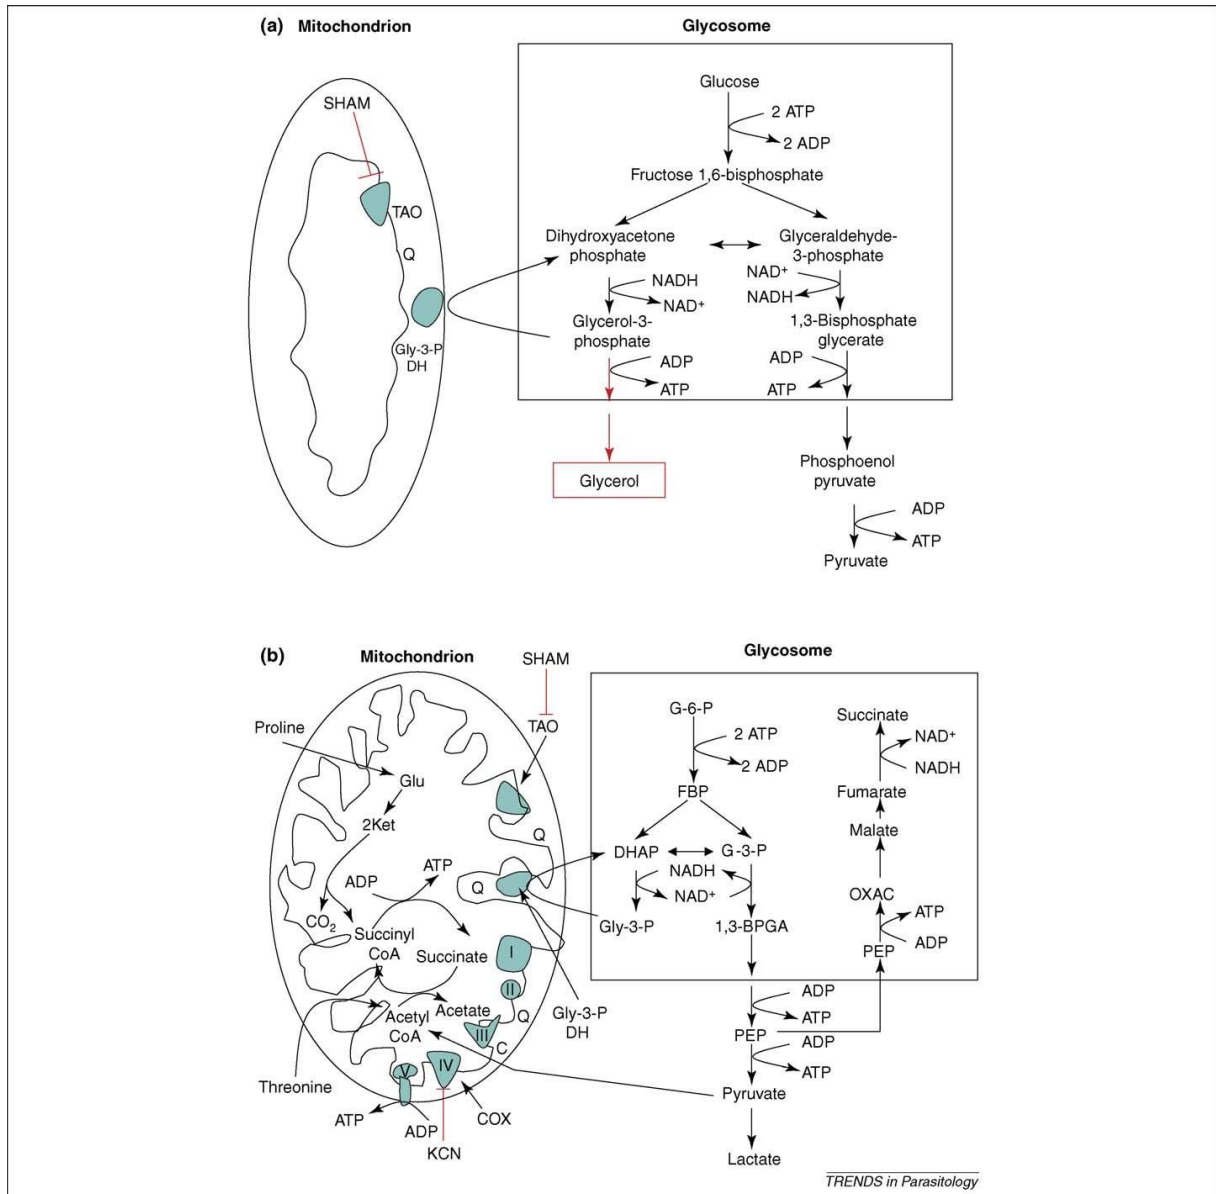 (a) Mitochondrion
Glycosome
SHAM
TAO
Q
Gly-3-P
DH
Glucose
2 ATP
2 ADP
Fructose 1,6-bisphosphate
Dihydroxyacetone
phosphate
Glyceraldehyde-
3-phosphate
NADH
NAD⁺
NAD⁺
NADH
Glycerol-3-
phosphate
1,3-Bisphosphate
glycerate
ADP
ATP
ADP
ATP
Glycerol
Phosphoenol
pyruvate
ADP
ATP
Pyruvate
(b)
Mitochondrion
SHAM
Glycosome
TAO
Proline
Glu
2Ket
ADP
ATP
CO₂
Succinyl
CoA
Succinate
Acetyl
CoA
Acetate
Threonine
Q
Q
I
II
Q
III
C
IV
V
Gly-3-P
DH
ATP
ADP
KCN
COX
G-6-P
2 ATP
2 ADP
FBP
DHAP
G-3-P
NADH
NAD⁺
Gly-3-P
1,3-BPGA
Succinate
NAD⁺
NADH
Fumarate
Malate
OXAC
ATP
ADP
PEP
ADP
ATP
PEP
ADP
ATP
Pyruvate
Lactate
TRENDS in Parasitology